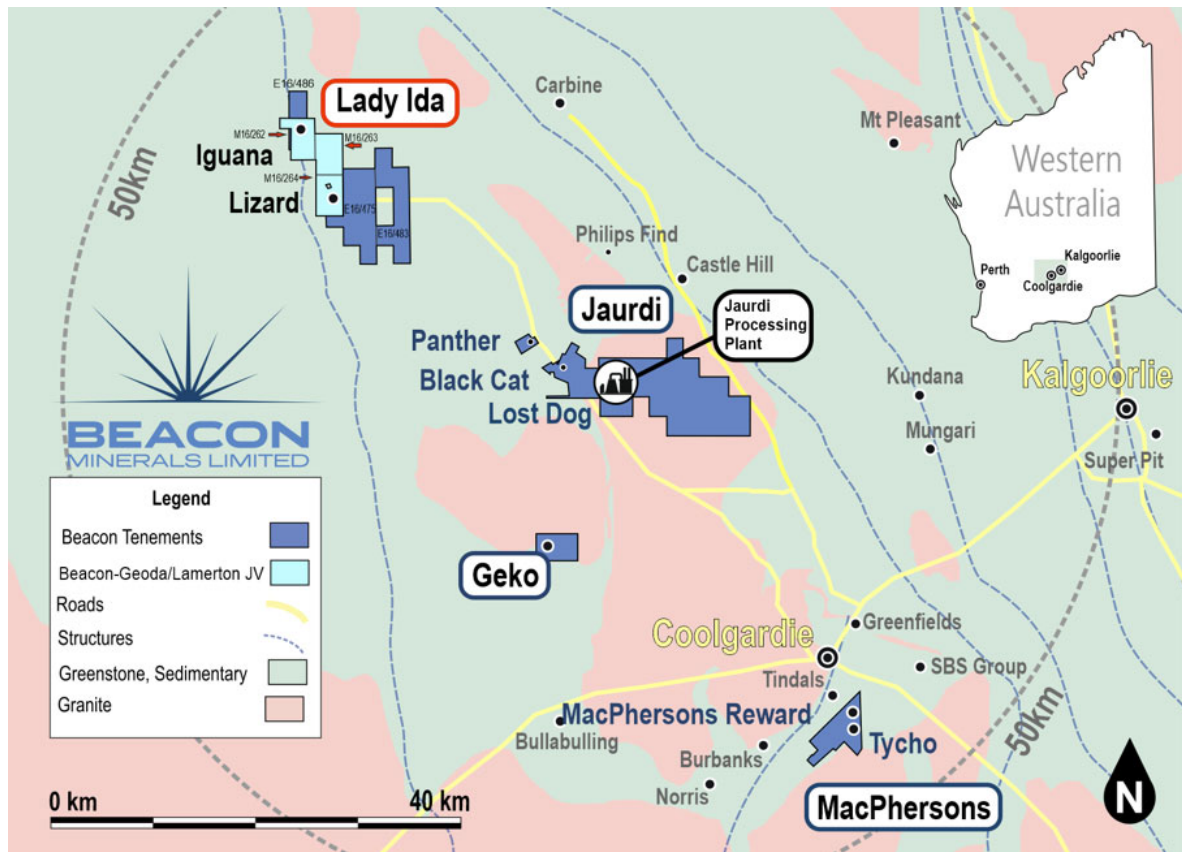 E16/486
Lady Ida
M16/262
M16/263
Iguana
M16/264
Lizard
E16/475
E16/483
50km
Carbine
Mt Pleasant
Western
Australia
Perth
Kalgoorlie
Coolgardie
Philips Find
Castle Hill
Jaurdi
Jaurdi
Processing
Plant
Panther
Black Cat
Lost Dog
Kundana
Kalgoorlie
Mungari
Super Pit
BEACON
MINERALS LIMITED
Legend
Beacon Tenements
Beacon-Geoda/Lamerton JV
Roads
Structures
Greenstone, Sedimentary
Granite
Geko
Coolgardie
Greenfields
SBS Group
Tindals
MacPhersons Reward
Tycho
Bullabulling
Burbanks
Norris
50km
MacPhersons
0 km
40 km
N